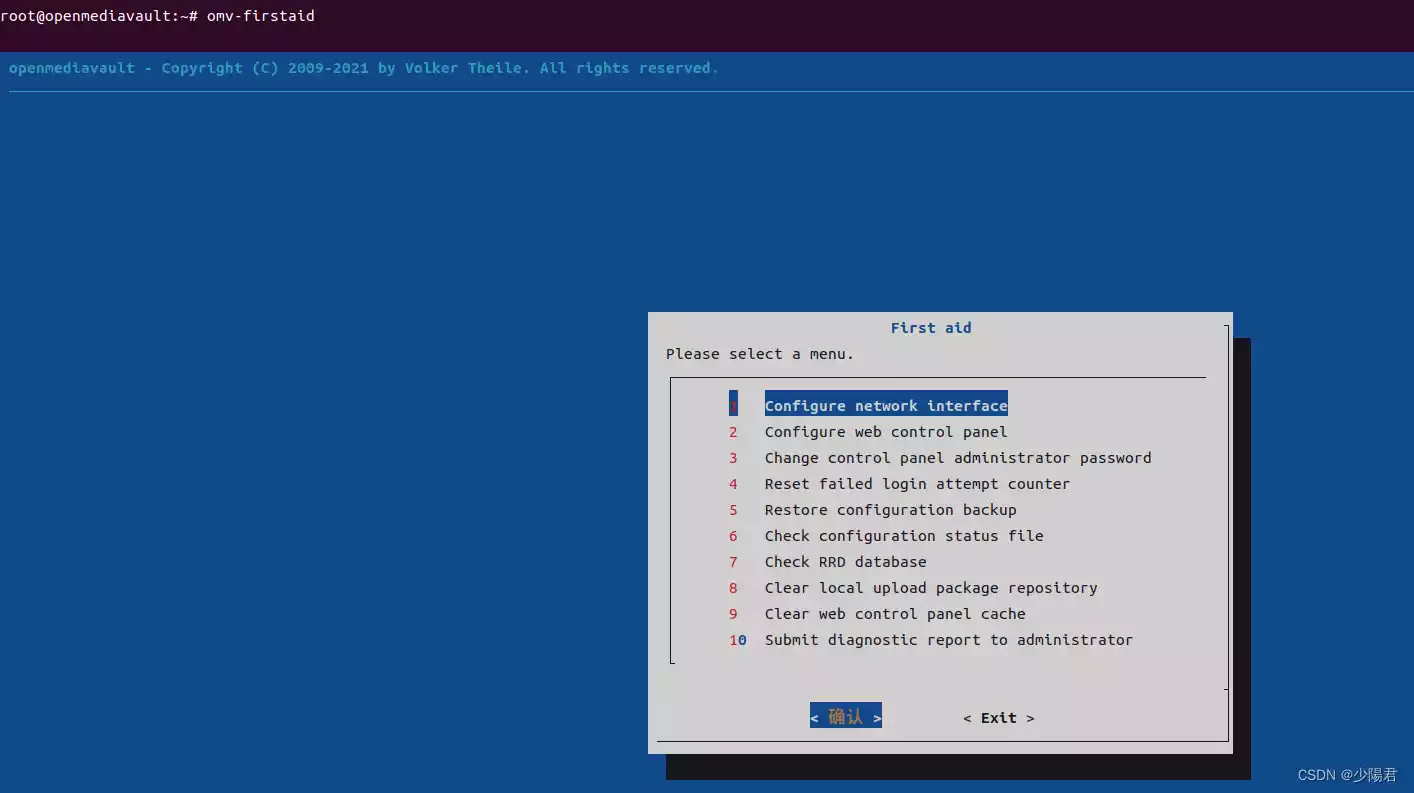 root@openmediavault:~# omv-firstaid
openmediavault - Copyright (C) 2009-2021 by Volker Theile. All rights reserved.
First aid
Please select a menu.
1 Configure network interface
2 Configure web control panel
3 Change control panel administrator password
4 Reset failed login attempt counter
5 Restore configuration backup
6 Check configuration status file
7 Check RRD database
8 Clear local upload package repository
9 Clear web control panel cache
10 Submit diagnostic report to administrator
< 确认 > < Exit >
CSDN @少陽君